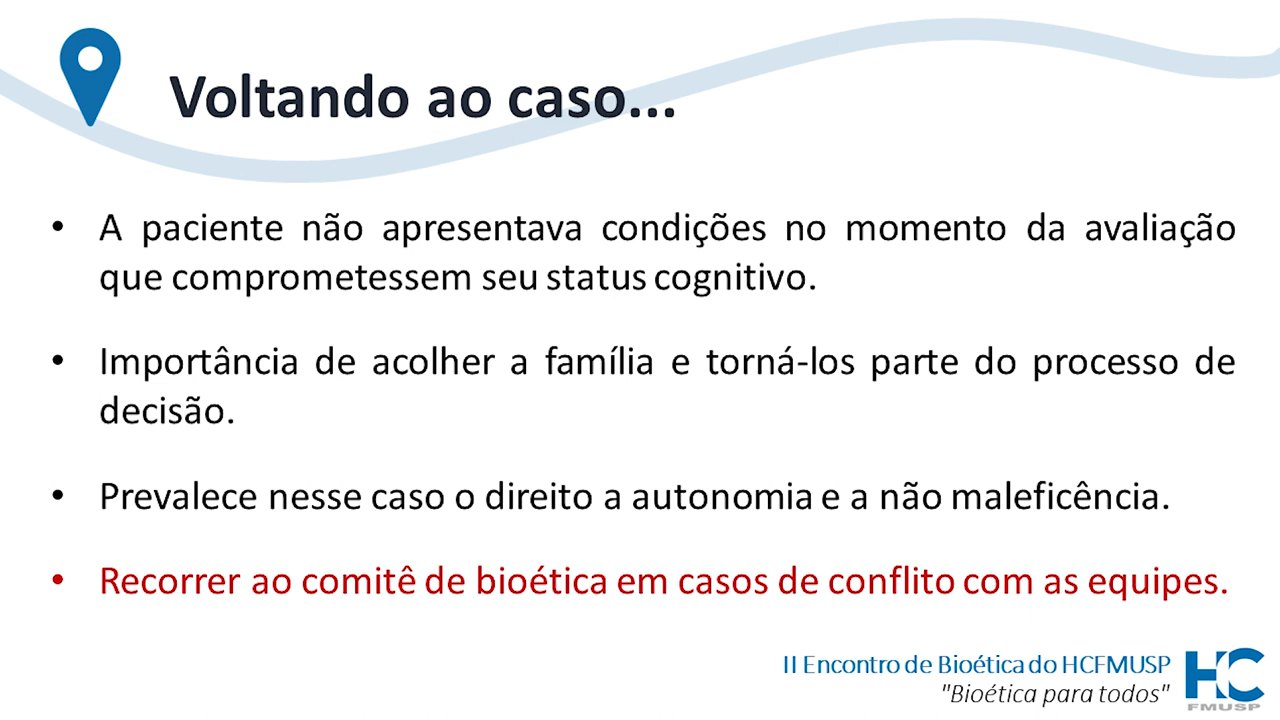 Voltando ao caso...
• A paciente não apresentava condições no momento da avaliação
que comprometessem seu status cognitivo.
• Importância de acolher a família e torná-los parte do processo de
decisão.
• Prevalece nesse caso o direito a autonomia e a não maleficência.
• Recorrer ao comitê de bioética em casos de conflito com as equipes.
II Encontro de Bioética do HCFMUSP
"Bioética para todos"
HC
FMUSP